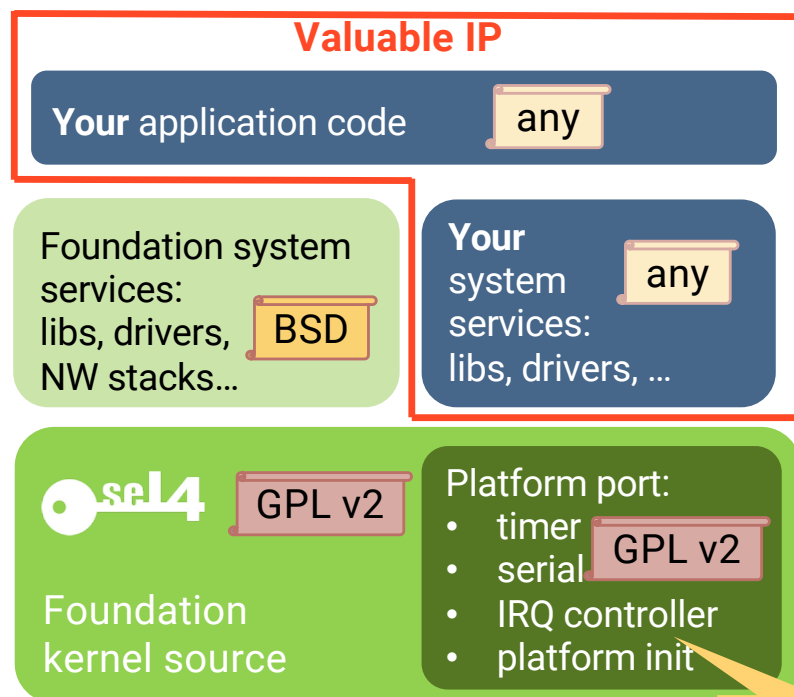 Valuable IP
Your application code
any
Foundation system
services:
libs, drivers,
NW stacks…
BSD
Your
system
services:
libs, drivers, …
any
seL4
GPL v2
Foundation
kernel source
Platform port:
• timer
• serial
• IRQ controller
• platform init
GPL v2